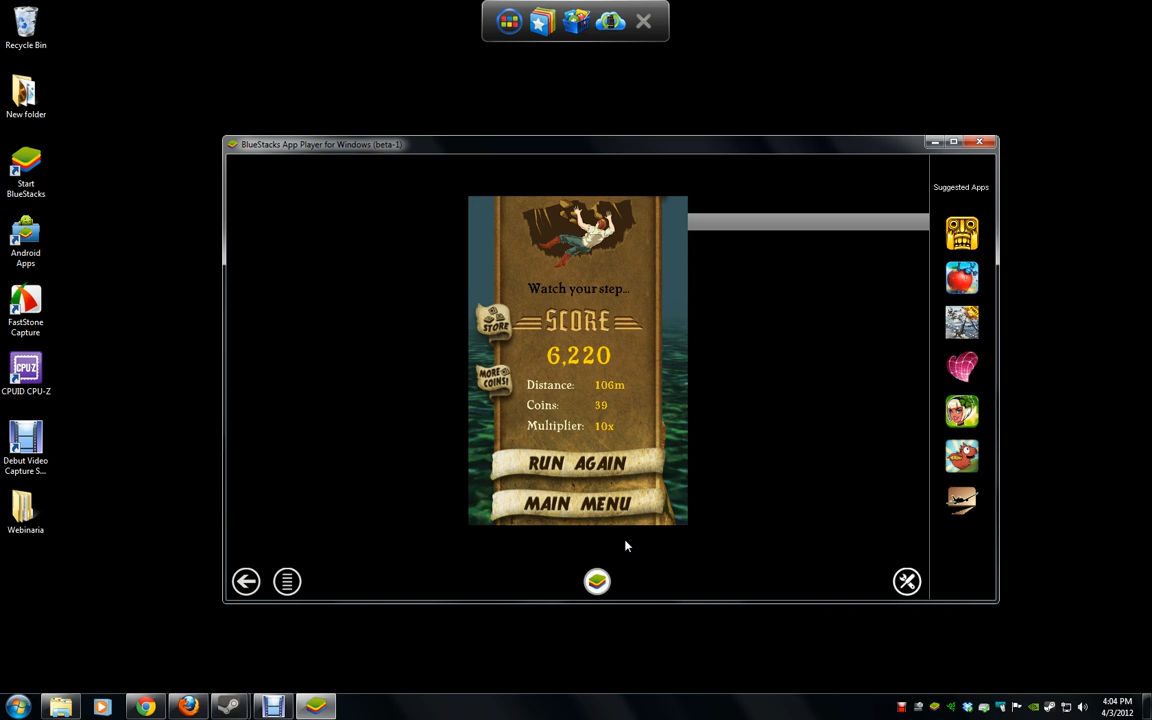 Recycle Bin
New folder
Start
BlueStacks
Android
Apps
FastStone
Capture
CPUZ
CPUID CPU-Z
Debut Video
Capture S...
Webinaria
BlueStacks App Player for Windows (beta-1)
Suggested Apps
Watch your step...
STORE
SCORE
6,220
MORE
COINS!
Distance: 106m
Coins: 39
Multiplier: 10x
RUN AGAIN
MAIN MENU
4:04 PM
4/3/2012